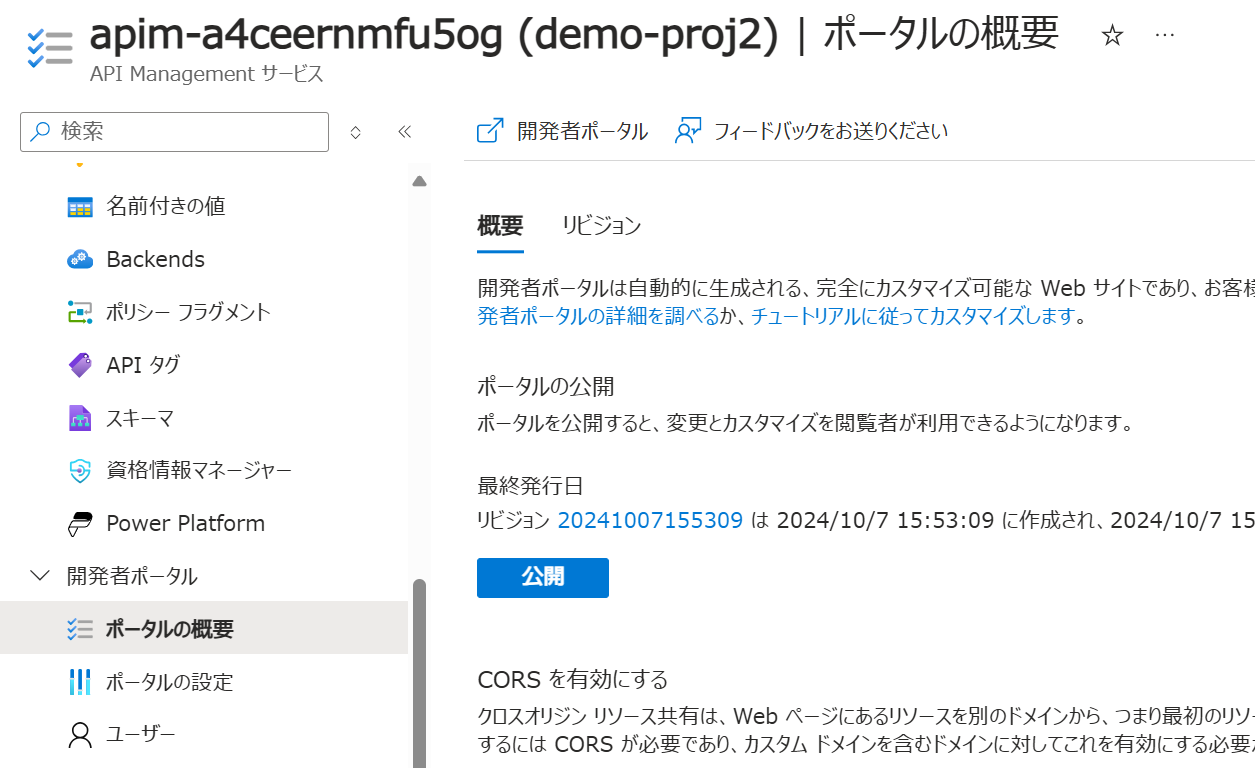 apim-a4ceernmfu5og (demo-proj2) | ポータルの概要
API Management サービス
検索
開発者ポータル
フィードバックをお送りください
名前付きの値
Backends
ポリシー フラグメント
API タグ
スキーマ
資格情報マネージャー
Power Platform
開発者ポータル
ポータルの概要
ポータルの設定
ユーザー
概要
リビジョン
開発者ポータルは自動的に生成される、完全にカスタマイズ可能な Web サイトであり、お客様
発者ポータルの詳細を調べるか、チュートリアルに従ってカスタマイズします。
ポータルの公開
ポータルを公開すると、変更とカスタマイズを閲覧者が利用できるようになります。
最終発行日
リビジョン 20241007155309 は 2024/10/7 15:53:09 に作成され、2024/10/7 15
公開
CORS を有効にする
クロスオリジン リソース共有は、Web ページにあるリソースを別のドメインから、つまり最初のリソー
するには CORS が必要であり、カスタム ドメインを含むドメインに対してこれを有効にする必要が